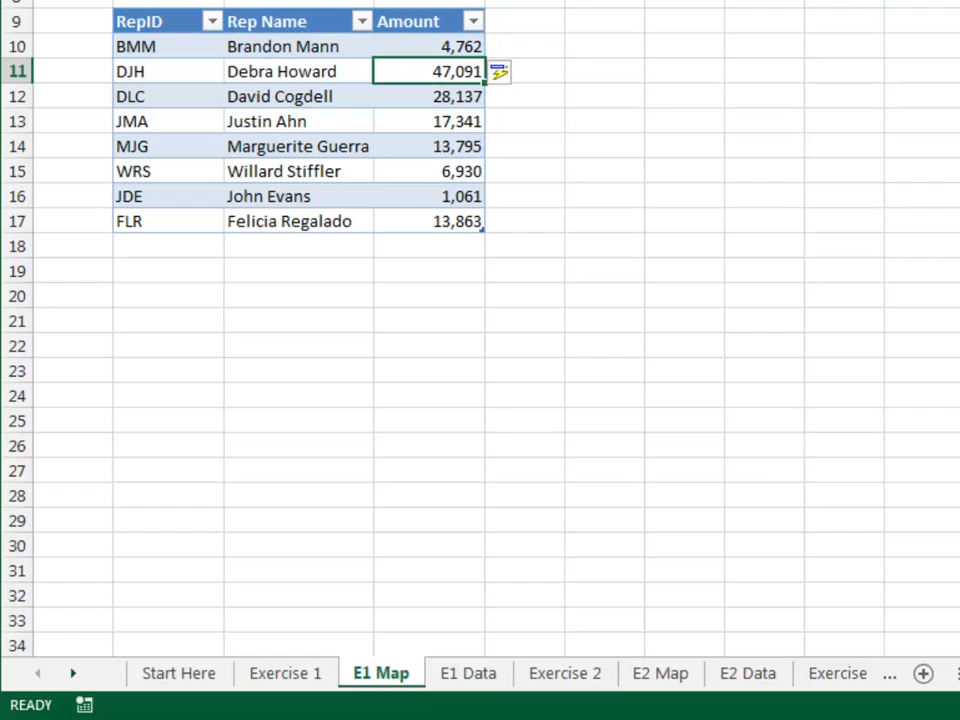 9 RepID Rep Name Amount
10 BMM Brandon Mann 4,762
11 DJH Debra Howard 47,091
12 DLC David Cogdell 28,137
13 JMA Justin Ahn 17,341
14 MJG Marguerite Guerra 13,795
15 WRS Willard Stiffler 6,930
16 JDE John Evans 1,061
17 FLR Felicia Regalado 13,863
18
19
20
21
22
23
24
25
26
27
28
29
30
31
32
33
34
Start Here Exercise 1 E1 Map E1 Data Exercise 2 E2 Map E2 Data Exercise ...
READY